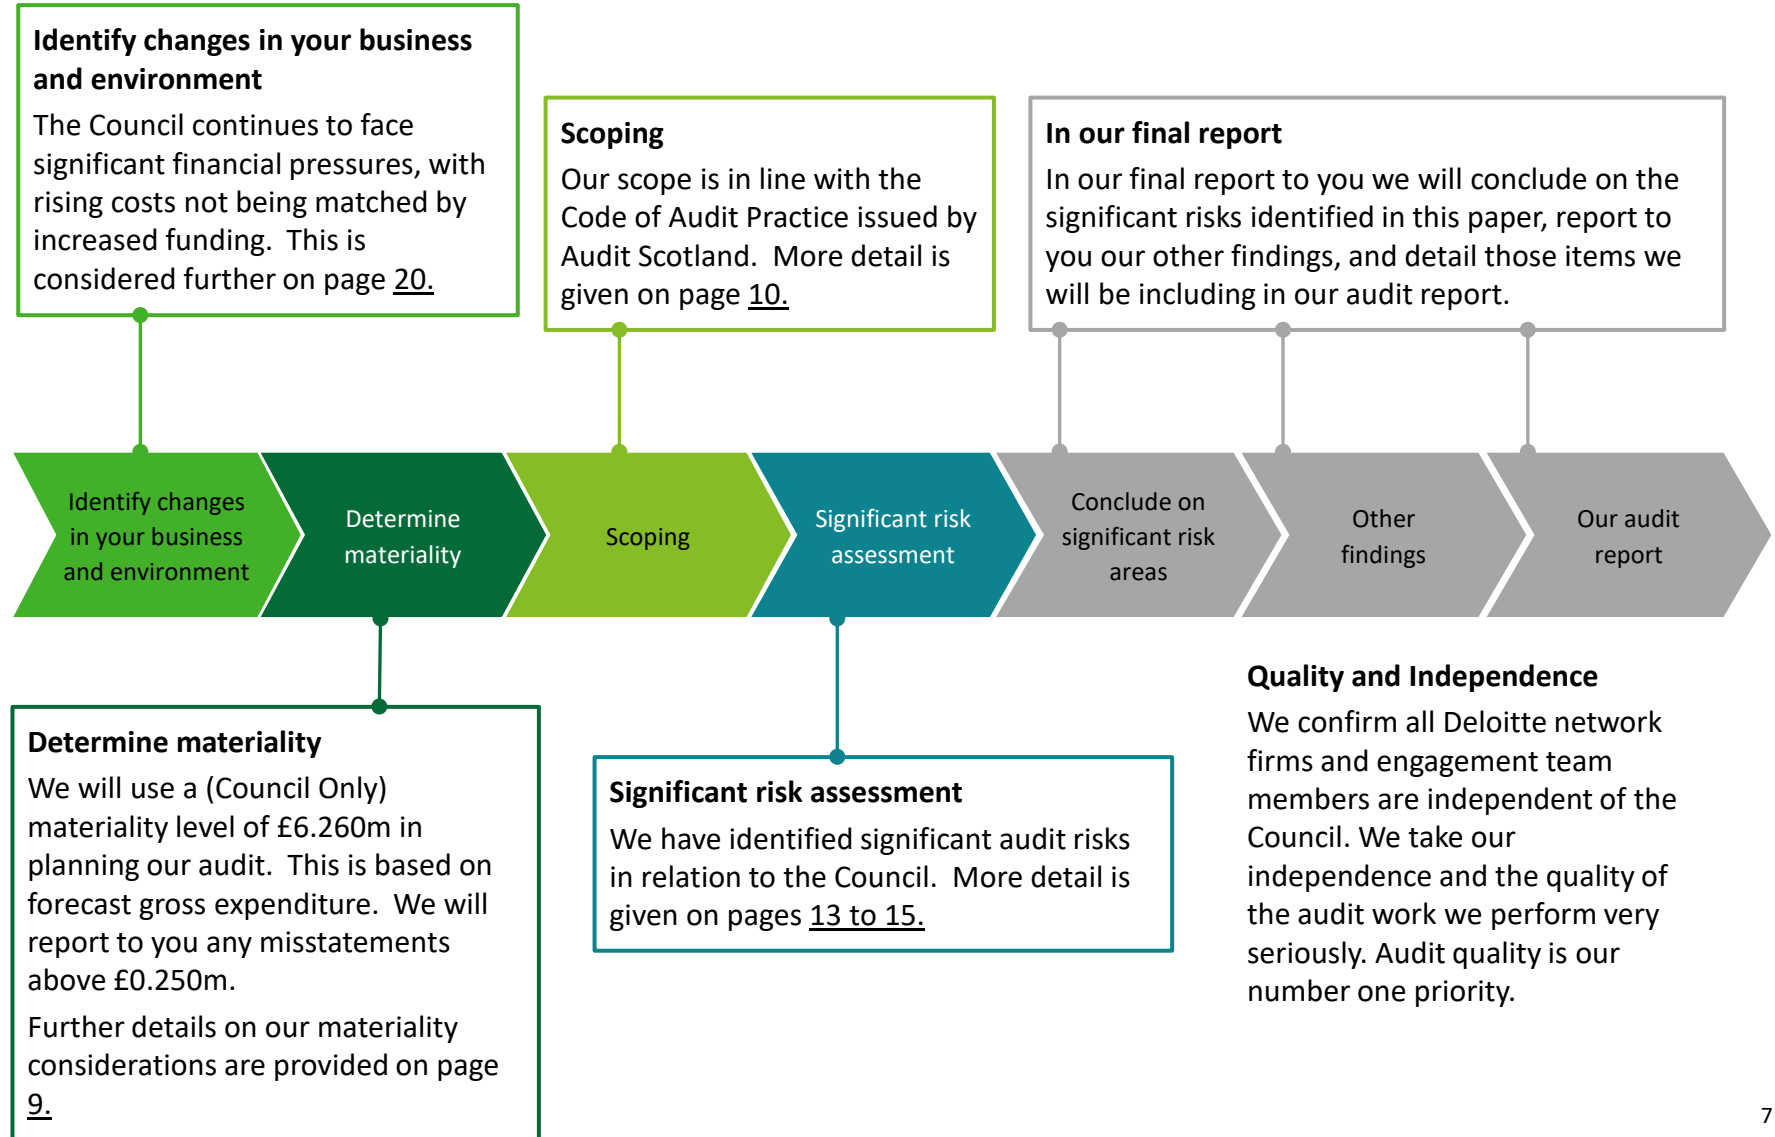 Identify changes in your business
and environment
The Council continues to face
significant financial pressures, with
rising costs not being matched by
increased funding.  This is
considered further on page 20.
Scoping
Our scope is in line with the
Code of Audit Practice issued by
Audit Scotland.  More detail is
given on page 10.
In our final report
In our final report to you we will conclude on the
significant risks identified in this paper, report to
you our other findings, and detail those items we
will be including in our audit report.
Identify changes
in your business
and environment
Determine
materiality
Scoping
Significant risk
assessment
Conclude on
significant risk
areas
Other
findings
Our audit
report
Determine materiality
We will use a (Council Only)
materiality level of £6.260m in
planning our audit.  This is based on
forecast gross expenditure.  We will
report to you any misstatements
above £0.250m.
Further details on our materiality
considerations are provided on page
9.
Significant risk assessment
We have identified significant audit risks
in relation to the Council.  More detail is
given on pages 13 to 15.
Quality and Independence
We confirm all Deloitte network
firms and engagement team
members are independent of the
Council. We take our
independence and the quality of
the audit work we perform very
seriously. Audit quality is our
number one priority.
7